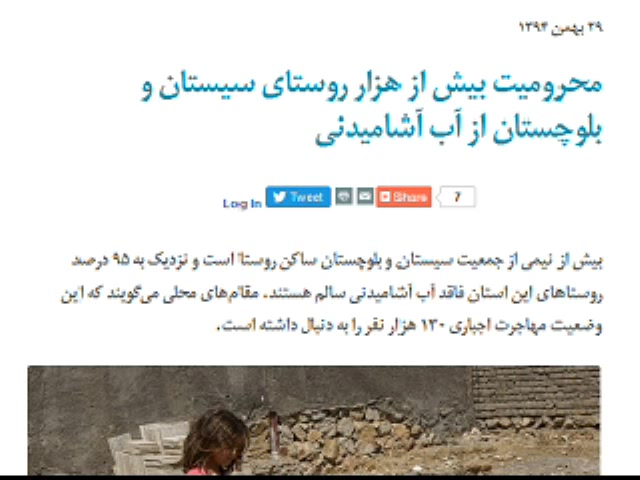 ۲۹ بهمن ۱۳۹۴
محرومیت بیش از هزار روستای سیستان و
بلوچستان از آب آشامیدنی
Log In Tweet Share 7
بیش از نیمی از جمعیت سیستان و بلوچستان ساکن روستا است و نزدیک به ۹۵ درصد
روستاهای این استان فاقد آب آشامیدنی سالم هستند. مقام‌های محلی می‌گویند که این
وضعیت مهاجرت اجباری ۱۳۰ هزار نفر را به دنبال داشته است.